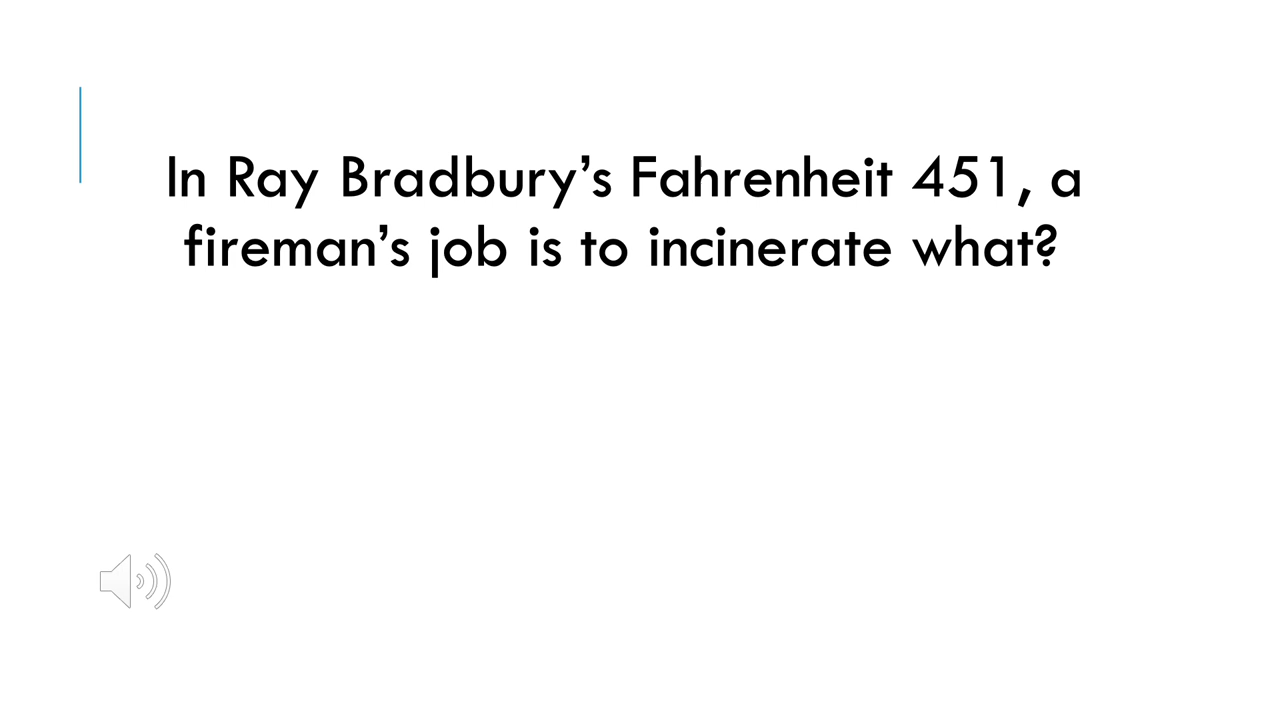 In Ray Bradbury’s Fahrenheit 451, a
fireman’s job is to incinerate what?